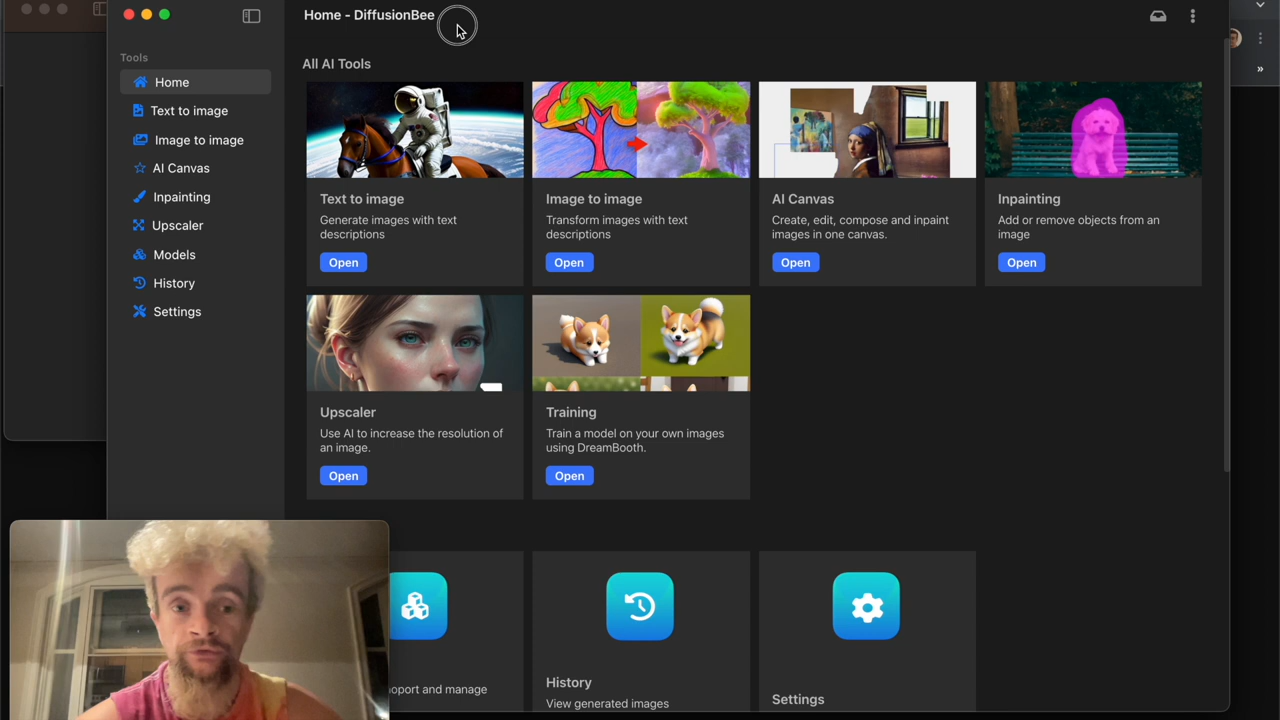 Home - DiffusionBee
Tools
Home
Text to image
Image to image
AI Canvas
Inpainting
Upscaler
Models
History
Settings
All AI Tools
Text to image
Generate images with text
descriptions
Open
Image to image
Transform images with text
descriptions
Open
AI Canvas
Create, edit, compose and inpaint
images in one canvas.
Open
Inpainting
Add or remove objects from an
image
Open
Upscaler
Use AI to increase the resolution of
an image.
Open
Training
Train a model on your own images
using DreamBooth.
Open
and manage
History
View generated images
Settings
»